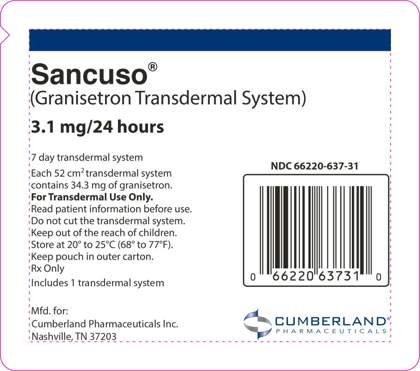 Sancuso®
(Granisetron Transdermal System)
3.1 mg/24 hours
7 day transdermal system
Each 52 cm² transdermal system
contains 34.3 mg of granisetron.
For Transdermal Use Only.
Read patient information before use.
Do not cut the transdermal system.
Keep out of the reach of children.
Store at 20° to 25°C (68° to 77°F).
Keep pouch in outer carton.
Rx Only
Includes 1 transdermal system
Mfd. for:
Cumberland Pharmaceuticals Inc.
Nashville, TN 37203
NDC 66220-637-31
0 66220 63731 0
CUMBERLAND®
PHARMACEUTICALS